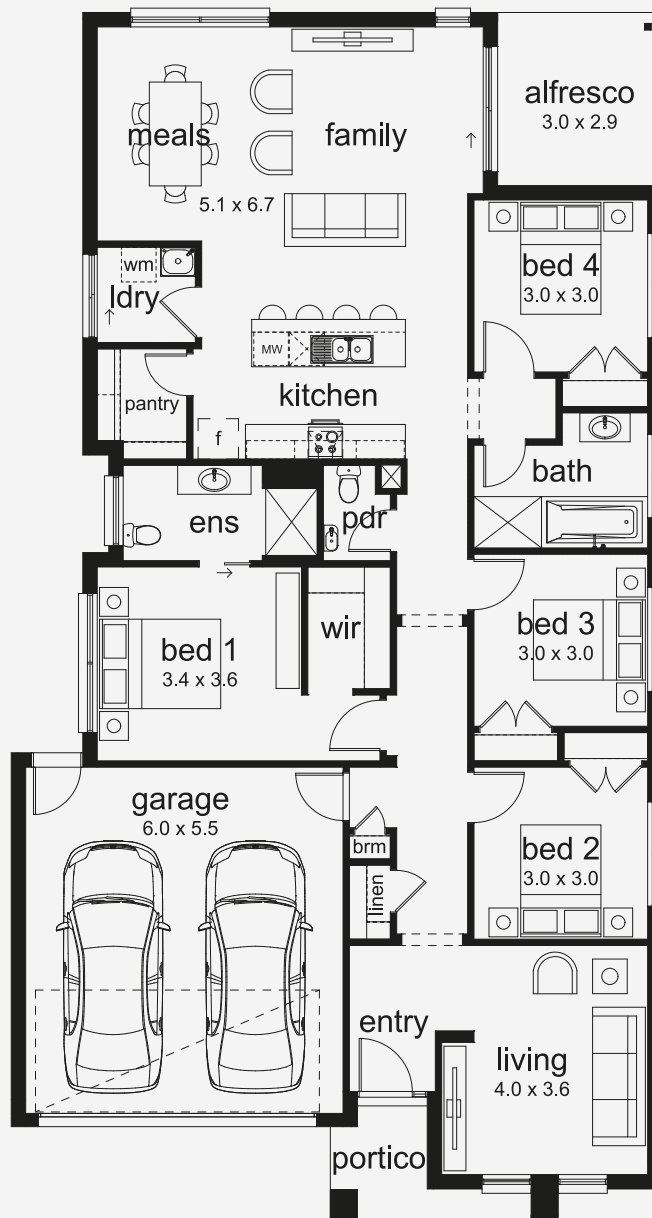 alfresco
3.0 x 2.9
meals
family
5.1 x 6.7
wm
ldry
bed 4
3.0 x 3.0
MW
kitchen
pantry
f
bath
ens
pdr
bed 1
3.4 x 3.6
wir
bed 3
3.0 x 3.0
garage
6.0 x 5.5
brm
bed 2
3.0 x 3.0
linen
entry
living
4.0 x 3.6
portico